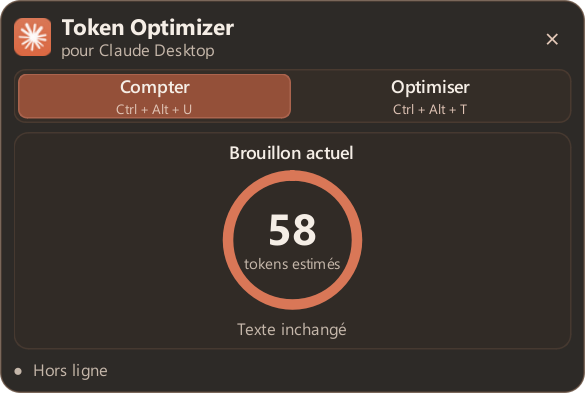 Token Optimizer
pour Claude Desktop
×
Compter
Ctrl + Alt + U
Optimiser
Ctrl + Alt + T
Brouillon actuel
58
tokens estimés
Texte inchangé
Hors ligne